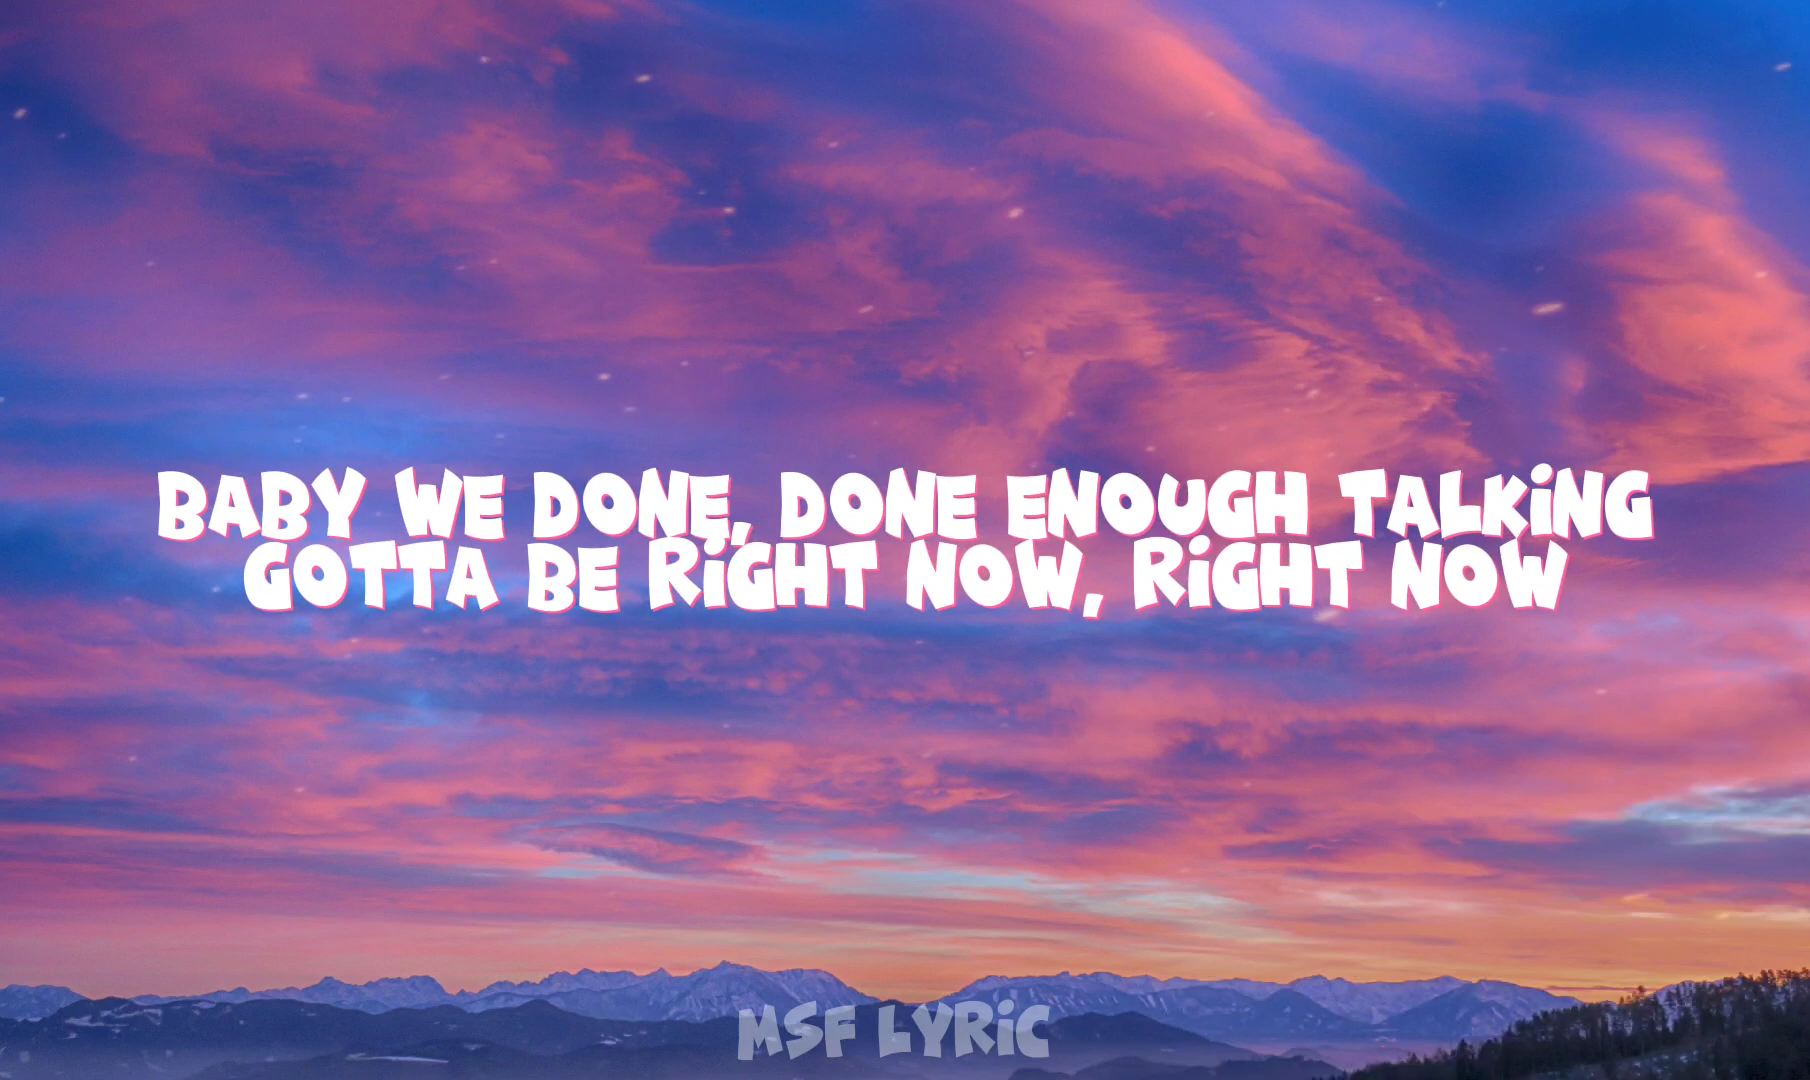 BABY WE DONE, DONE ENOUGH TALKING
GOTTA BE RIGHT NOW, RIGHT NOW
MSF LYRIC